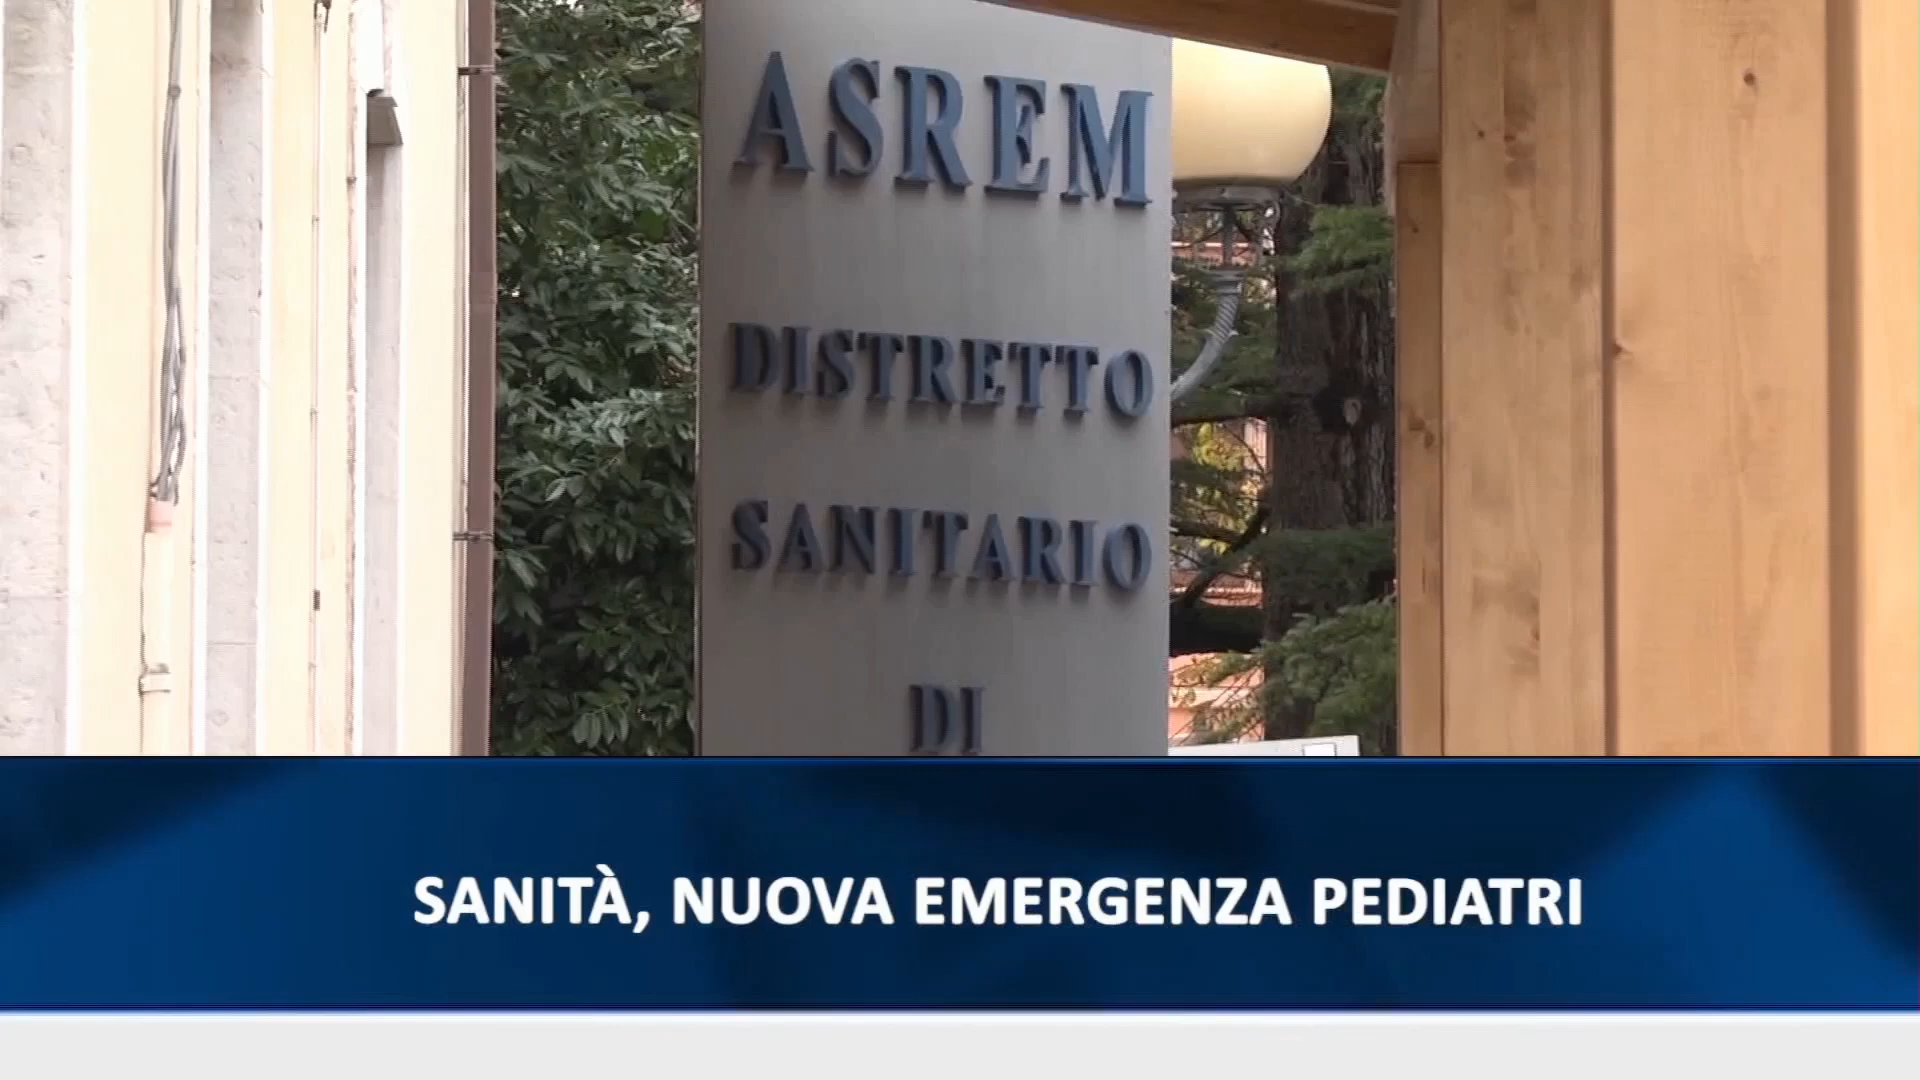 ASREM
DISTRETTO
SANITARIO
DI
SANITÀ, NUOVA EMERGENZA PEDIATRI